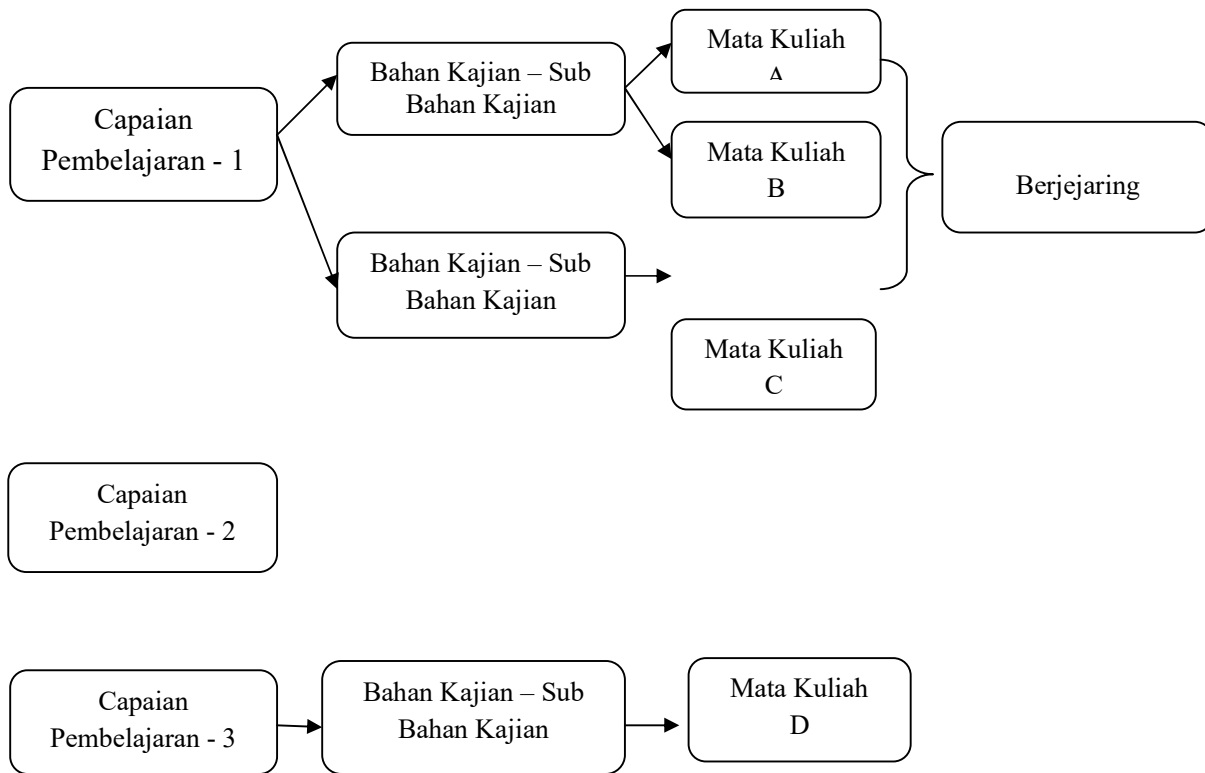 Capaian
Pembelajaran - 1
Bahan Kajian – Sub
Bahan Kajian
Mata Kuliah
A
Mata Kuliah
B
Berjejaring
Bahan Kajian – Sub
Bahan Kajian
Mata Kuliah
C
Capaian
Pembelajaran - 2
Capaian
Pembelajaran - 3
Bahan Kajian – Sub
Bahan Kajian
Mata Kuliah
D